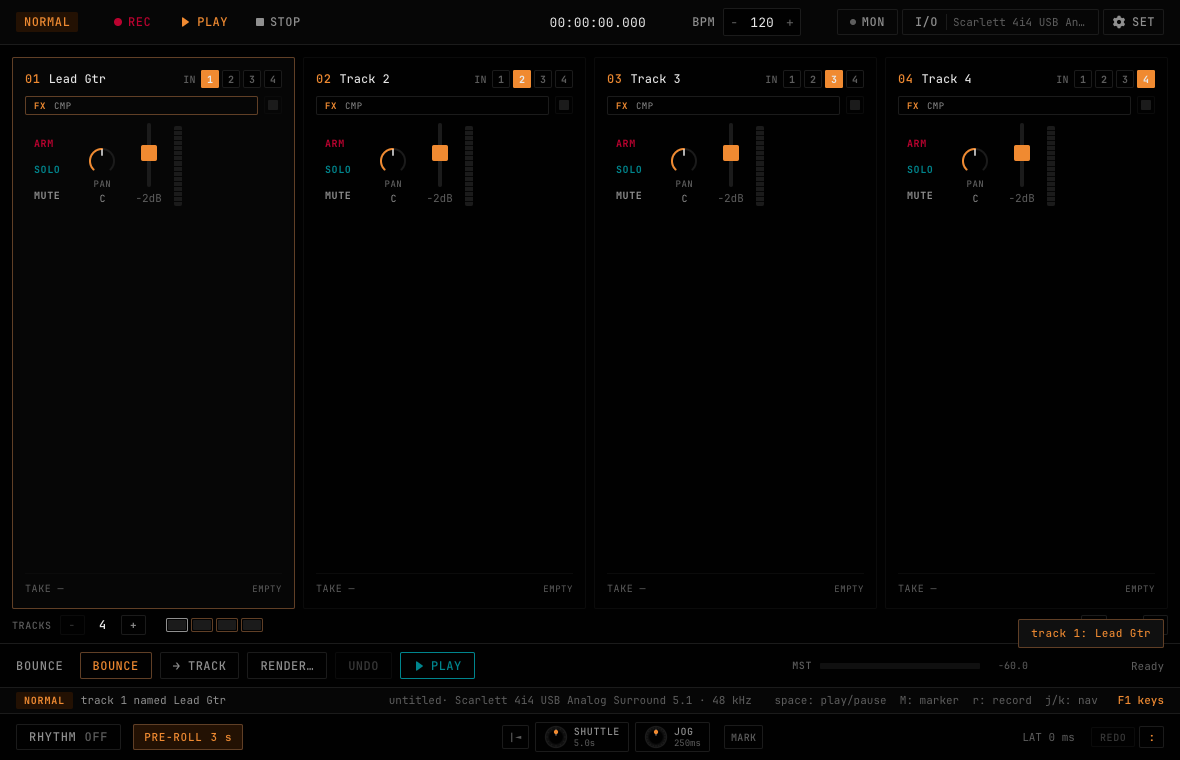 NORMAL REC PLAY STOP 00:00:00.000 BPM - 120 + MON I/O Scarlett 4i4 USB An… SET
01 Lead Gtr IN 1 2 3 4
FX CMP
ARM
SOLO
MUTE
PAN
C
-2dB
TAKE — EMPTY
02 Track 2 IN 1 2 3 4
FX CMP
ARM
SOLO
MUTE
PAN
C
-2dB
TAKE — EMPTY
03 Track 3 IN 1 2 3 4
FX CMP
ARM
SOLO
MUTE
PAN
C
-2dB
TAKE — EMPTY
04 Track 4 IN 1 2 3 4
FX CMP
ARM
SOLO
MUTE
PAN
C
-2dB
TAKE — EMPTY
TRACKS - 4 +
track 1: Lead Gtr
BOUNCE BOUNCE → TRACK RENDER… UNDO PLAY MST -60.0 Ready
NORMAL track 1 named Lead Gtr untitled· Scarlett 4i4 USB Analog Surround 5.1 · 48 kHz space: play/pause M: marker r: record j/k: nav F1 keys
RHYTHM OFF PRE-ROLL 3 s SHUTTLE 5.0s JOG 250ms MARK LAT 0 ms REDO :